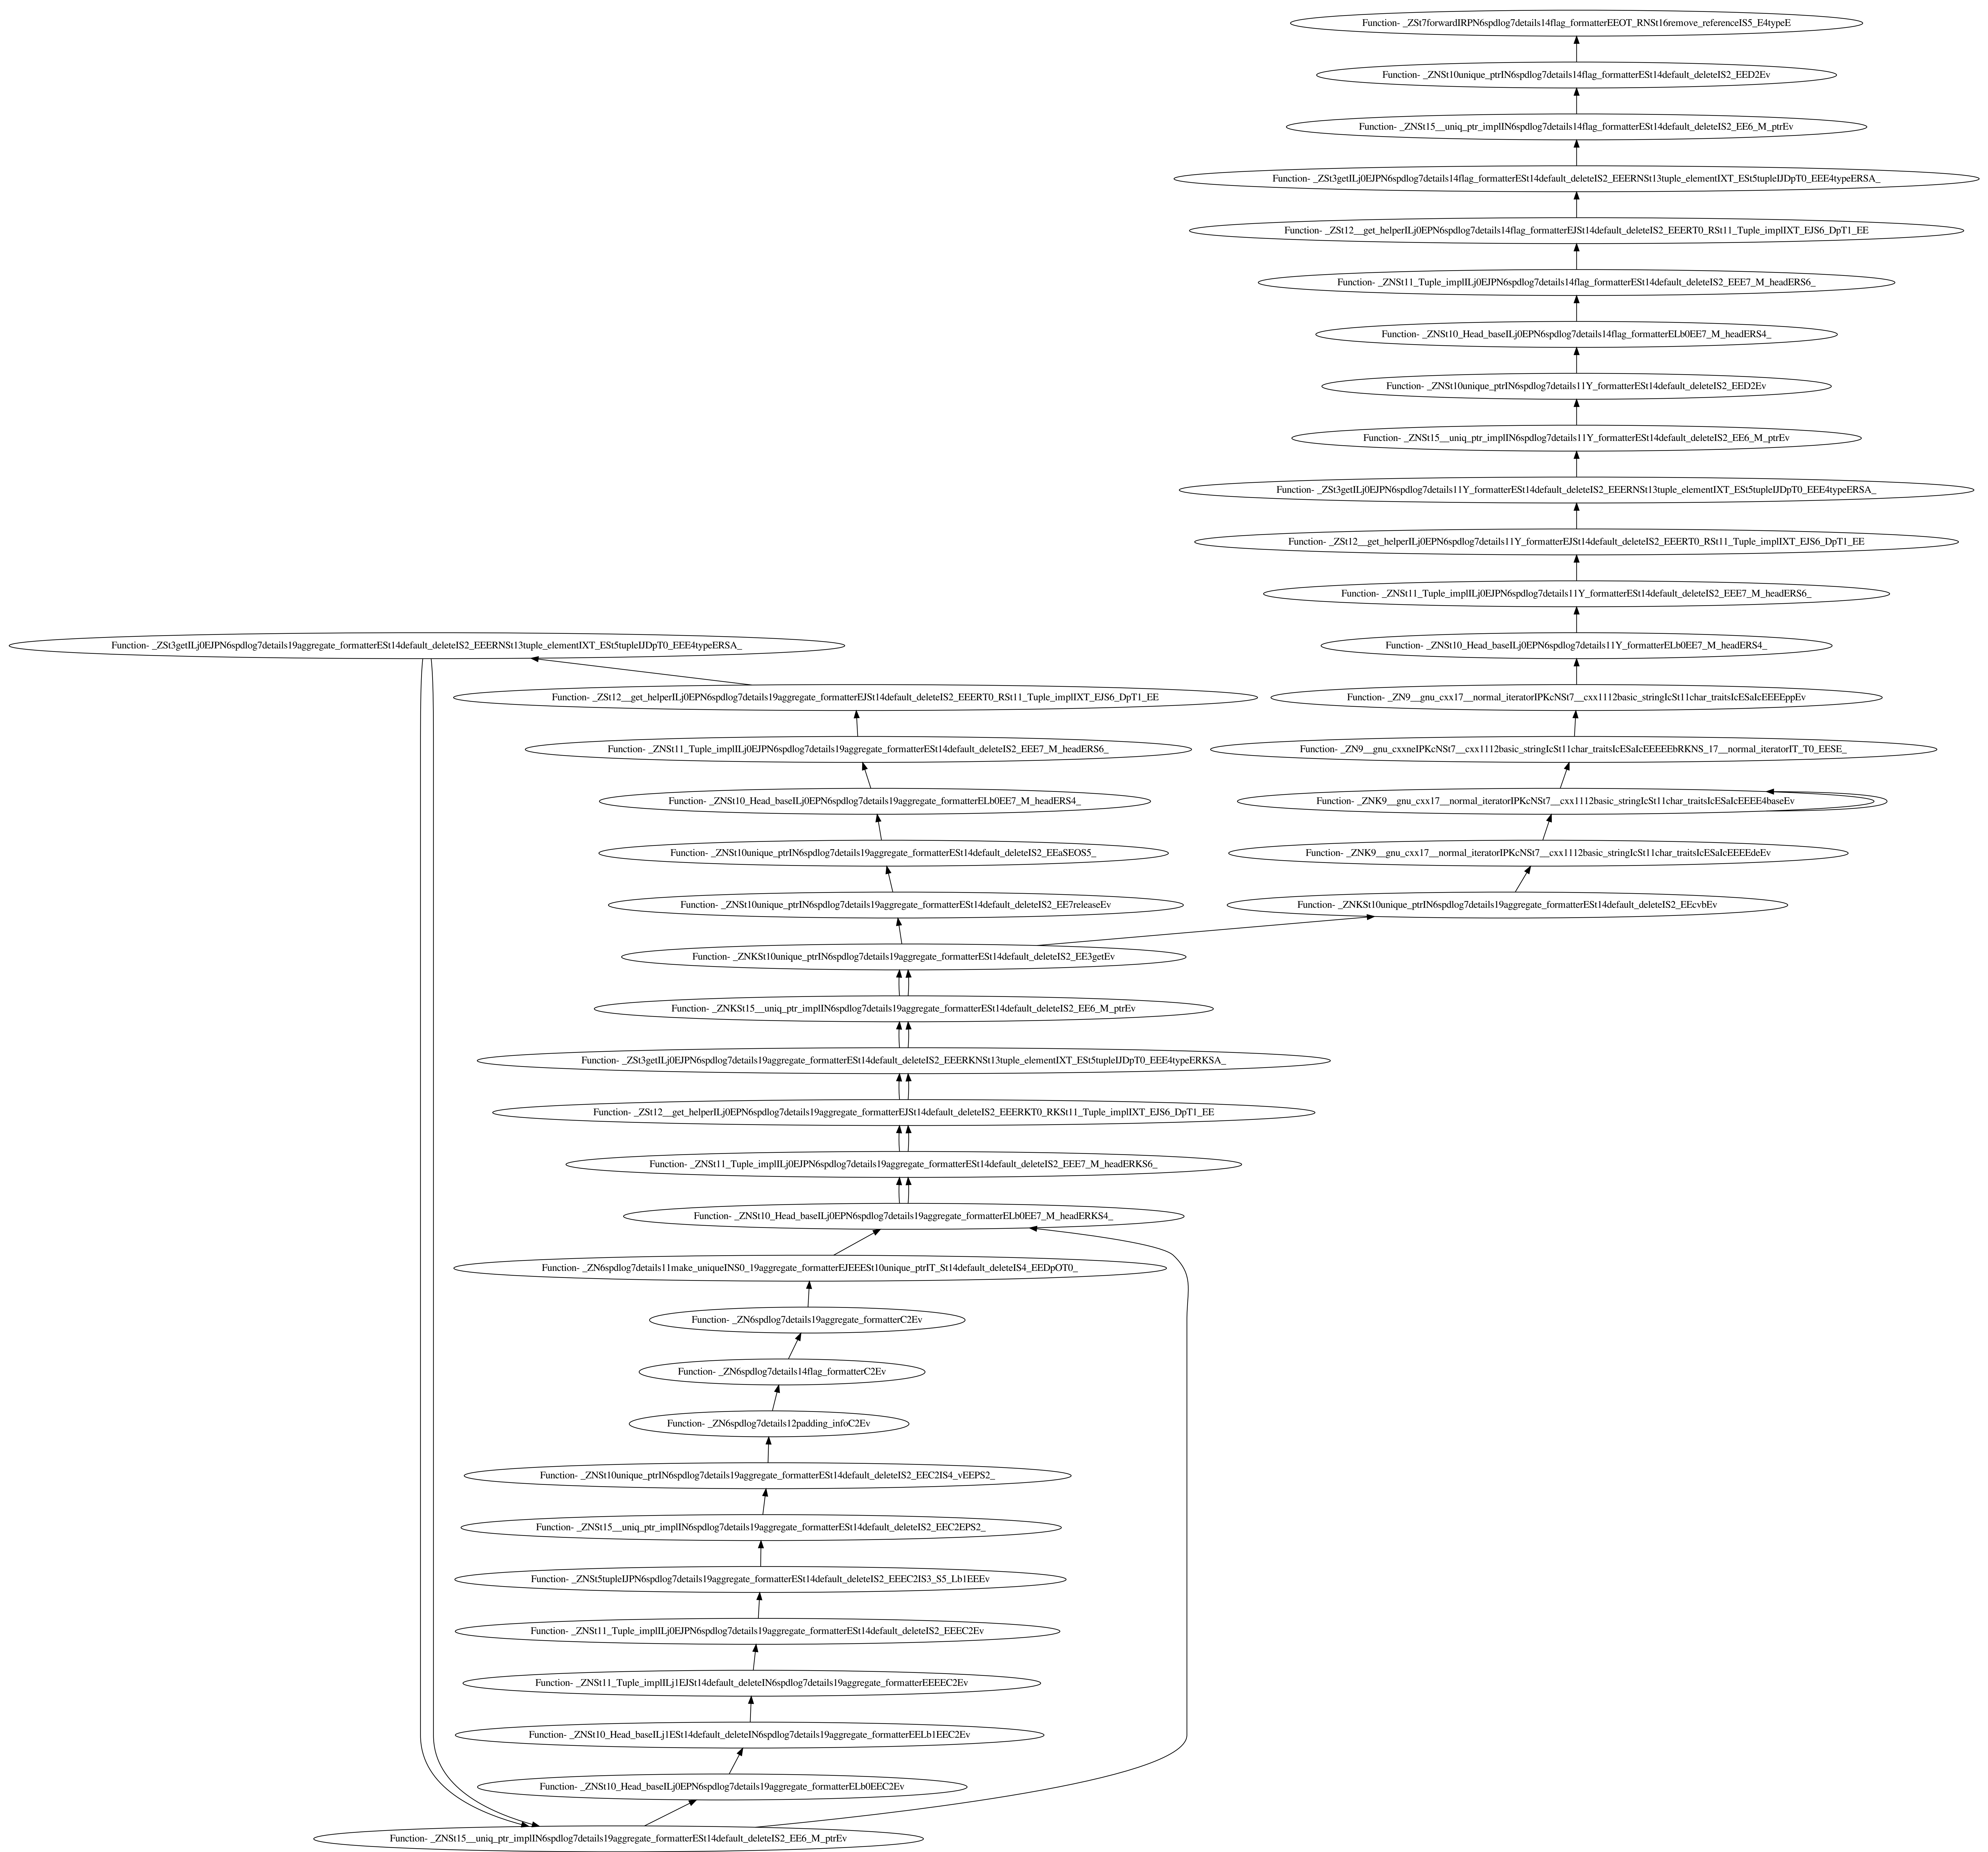 Function- _ZSt7forwardIRPN6spdlog7details14flag_formatterEEOT_RNSt16remove_referenceIS5_E4typeE
Function- _ZNSt10unique_ptrIN6spdlog7details14flag_formatterESt14default_deleteIS2_EED2Ev
Function- _ZNSt15__uniq_ptr_implIN6spdlog7details14flag_formatterESt14default_deleteIS2_EE6_M_ptrEv
Function- _ZSt3getILj0EJPN6spdlog7details14flag_formatterESt14default_deleteIS2_EEERNSt13tuple_elementIXT_ESt5tupleIJDpT0_EEE4typeERSA_
Function- _ZSt12__get_helperILj0EPN6spdlog7details14flag_formatterEJSt14default_deleteIS2_EEERT0_RSt11_Tuple_implIXT_EJS6_DpT1_EE
Function- _ZNSt11_Tuple_implILj0EJPN6spdlog7details14flag_formatterESt14default_deleteIS2_EEE7_M_headERS6_
Function- _ZNSt10_Head_baseILj0EPN6spdlog7details14flag_formatterELb0EE7_M_headERS4_
Function- _ZNSt10unique_ptrIN6spdlog7details11Y_formatterESt14default_deleteIS2_EED2Ev
Function- _ZNSt15__uniq_ptr_implIN6spdlog7details11Y_formatterESt14default_deleteIS2_EE6_M_ptrEv
Function- _ZSt3getILj0EJPN6spdlog7details11Y_formatterESt14default_deleteIS2_EEERNSt13tuple_elementIXT_ESt5tupleIJDpT0_EEE4typeERSA_
Function- _ZSt12__get_helperILj0EPN6spdlog7details11Y_formatterEJSt14default_deleteIS2_EEERT0_RSt11_Tuple_implIXT_EJS6_DpT1_EE
Function- _ZNSt11_Tuple_implILj0EJPN6spdlog7details11Y_formatterESt14default_deleteIS2_EEE7_M_headERS6_
Function- _ZSt3getILj0EJPN6spdlog7details19aggregate_formatterESt14default_deleteIS2_EEERNSt13tuple_elementIXT_ESt5tupleIJDpT0_EEE4typeERSA_
Function- _ZNSt10_Head_baseILj0EPN6spdlog7details11Y_formatterELb0EE7_M_headERS4_
Function- _ZSt12__get_helperILj0EPN6spdlog7details19aggregate_formatterEJSt14default_deleteIS2_EEERT0_RSt11_Tuple_implIXT_EJS6_DpT1_EE
Function- _ZN9__gnu_cxx17__normal_iteratorIPKcNSt7__cxx1112basic_stringIcSt11char_traitsIcESaIcEEEEppEv
Function- _ZNSt11_Tuple_implILj0EJPN6spdlog7details19aggregate_formatterESt14default_deleteIS2_EEE7_M_headERS6_
Function- _ZN9__gnu_cxxneIPKcNSt7__cxx1112basic_stringIcSt11char_traitsIcESaIcEEEEEbRKNS_17__normal_iteratorIT_T0_EESE_
Function- _ZNSt10_Head_baseILj0EPN6spdlog7details19aggregate_formatterELb0EE7_M_headERS4_
Function- _ZNK9__gnu_cxx17__normal_iteratorIPKcNSt7__cxx1112basic_stringIcSt11char_traitsIcESaIcEEEE4baseEv
Function- _ZNSt10unique_ptrIN6spdlog7details19aggregate_formatterESt14default_deleteIS2_EEaSEOS5_
Function- _ZNK9__gnu_cxx17__normal_iteratorIPKcNSt7__cxx1112basic_stringIcSt11char_traitsIcESaIcEEEEdeEv
Function- _ZNSt10unique_ptrIN6spdlog7details19aggregate_formatterESt14default_deleteIS2_EE7releaseEv
Function- _ZNKSt10unique_ptrIN6spdlog7details19aggregate_formatterESt14default_deleteIS2_EEcvbEv
Function- _ZNKSt10unique_ptrIN6spdlog7details19aggregate_formatterESt14default_deleteIS2_EE3getEv
Function- _ZNKSt15__uniq_ptr_implIN6spdlog7details19aggregate_formatterESt14default_deleteIS2_EE6_M_ptrEv
Function- _ZSt3getILj0EJPN6spdlog7details19aggregate_formatterESt14default_deleteIS2_EEERKNSt13tuple_elementIXT_ESt5tupleIJDpT0_EEE4typeERKSA_
Function- _ZSt12__get_helperILj0EPN6spdlog7details19aggregate_formatterEJSt14default_deleteIS2_EEERKT0_RKSt11_Tuple_implIXT_EJS6_DpT1_EE
Function- _ZNSt11_Tuple_implILj0EJPN6spdlog7details19aggregate_formatterESt14default_deleteIS2_EEE7_M_headERKS6_
Function- _ZNSt10_Head_baseILj0EPN6spdlog7details19aggregate_formatterELb0EE7_M_headERKS4_
Function- _ZN6spdlog7details11make_uniqueINS0_19aggregate_formatterEJEEESt10unique_ptrIT_St14default_deleteIS4_EEDpOT0_
Function- _ZN6spdlog7details19aggregate_formatterC2Ev
Function- _ZN6spdlog7details14flag_formatterC2Ev
Function- _ZN6spdlog7details12padding_infoC2Ev
Function- _ZNSt10unique_ptrIN6spdlog7details19aggregate_formatterESt14default_deleteIS2_EEC2IS4_vEEPS2_
Function- _ZNSt15__uniq_ptr_implIN6spdlog7details19aggregate_formatterESt14default_deleteIS2_EEC2EPS2_
Function- _ZNSt5tupleIJPN6spdlog7details19aggregate_formatterESt14default_deleteIS2_EEEC2IS3_S5_Lb1EEEv
Function- _ZNSt11_Tuple_implILj0EJPN6spdlog7details19aggregate_formatterESt14default_deleteIS2_EEEC2Ev
Function- _ZNSt11_Tuple_implILj1EJSt14default_deleteIN6spdlog7details19aggregate_formatterEEEEC2Ev
Function- _ZNSt10_Head_baseILj1ESt14default_deleteIN6spdlog7details19aggregate_formatterEELb1EEC2Ev
Function- _ZNSt10_Head_baseILj0EPN6spdlog7details19aggregate_formatterELb0EEC2Ev
Function- _ZNSt15__uniq_ptr_implIN6spdlog7details19aggregate_formatterESt14default_deleteIS2_EE6_M_ptrEv